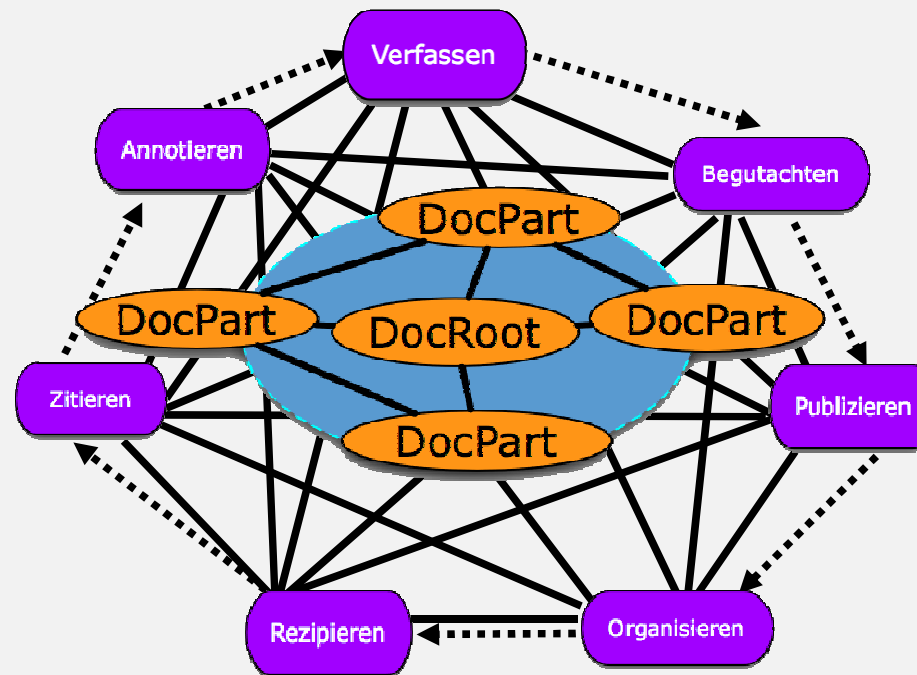 Verfassen
Annotieren
Begutachten
DocPart
DocPart
DocRoot
DocPart
Zitieren
Publizieren
DocPart
Rezipieren
Organisieren